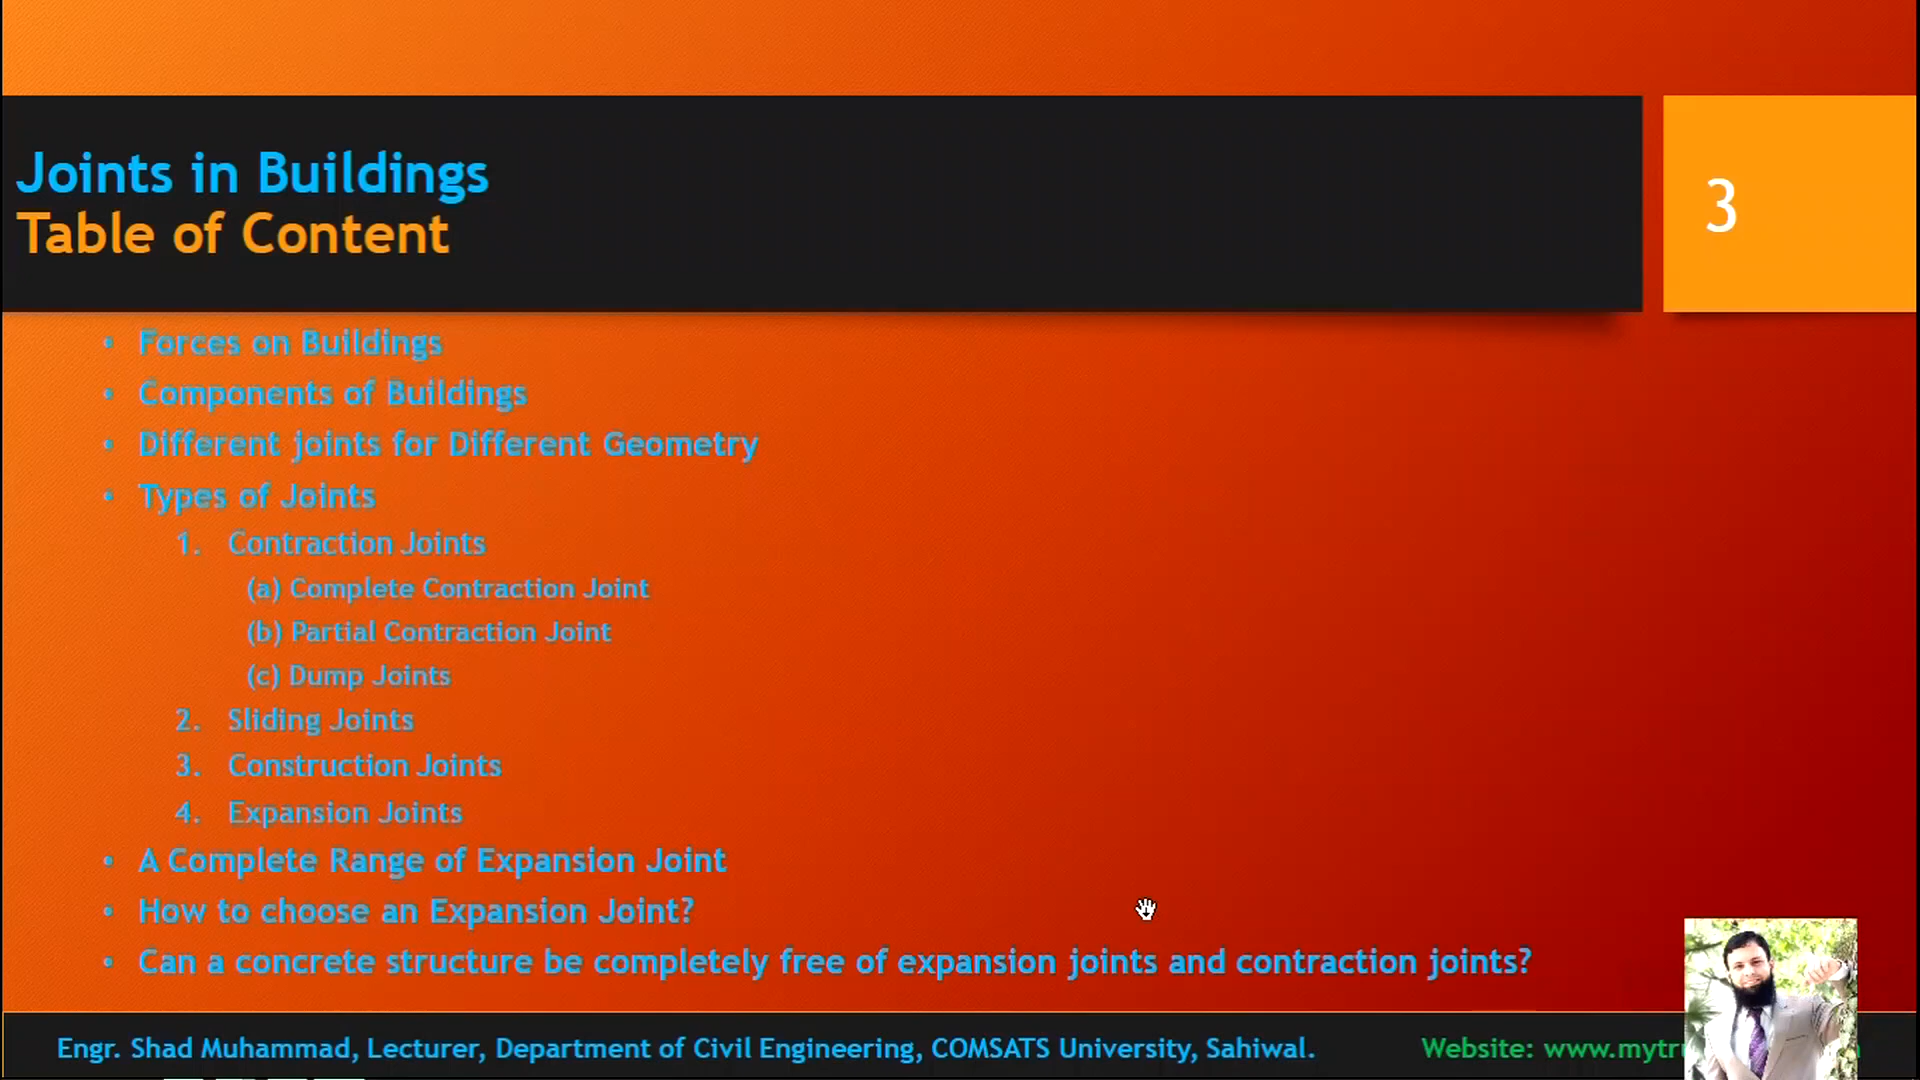 Joints in Buildings
Table of Content
3
• Forces on Buildings
• Components of Buildings
• Different joints for Different Geometry
• Types of Joints
1. Contraction Joints
(a) Complete Contraction Joint
(b) Partial Contraction Joint
(c) Dump Joints
2. Sliding Joints
3. Construction Joints
4. Expansion Joints
• A Complete Range of Expansion Joint
• How to choose an Expansion Joint?
• Can a concrete structure be completely free of expansion joints and contraction joints?
Engr. Shad Muhammad, Lecturer, Department of Civil Engineering, COMSATS University, Sahiwal. Website: